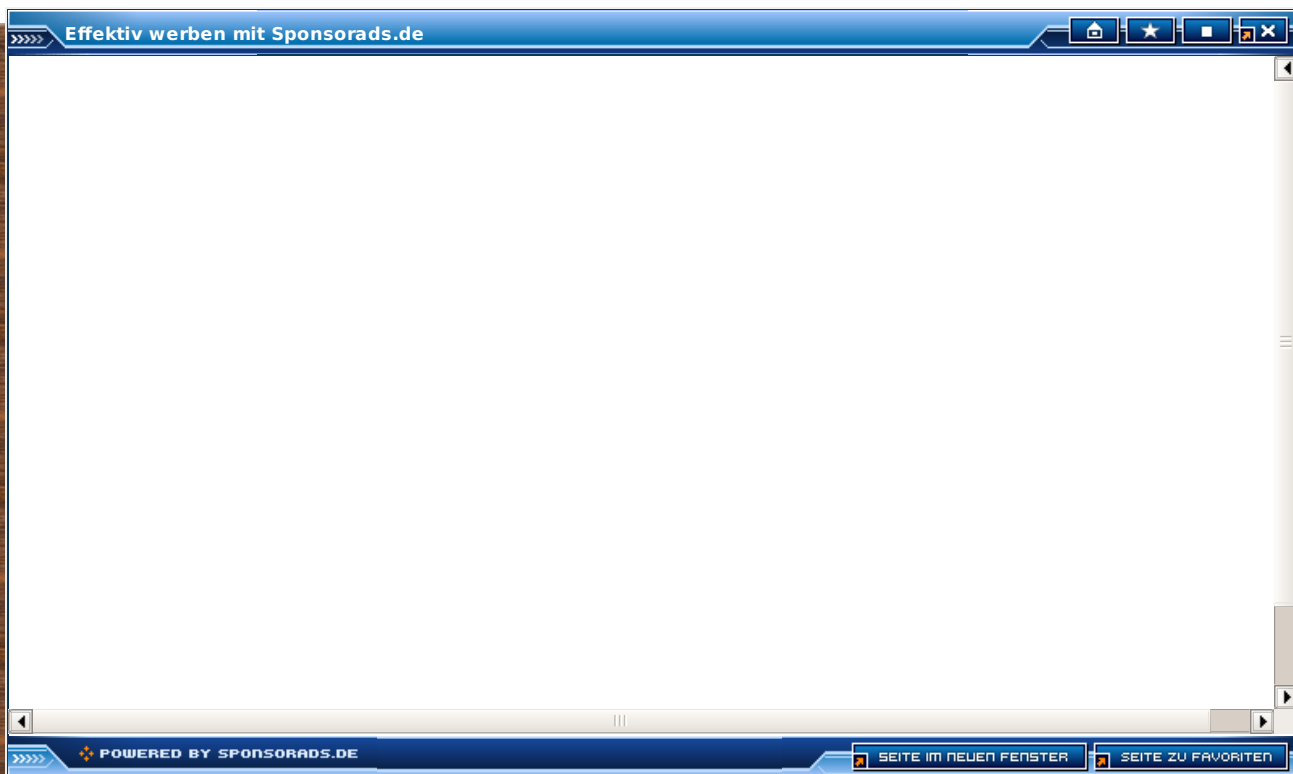 Effektiv werben mit Sponsorads.de
POWERED BY SPONSORADS.DE
SEITE IM NEUEN FENSTER
SEITE ZU FAVORITEN